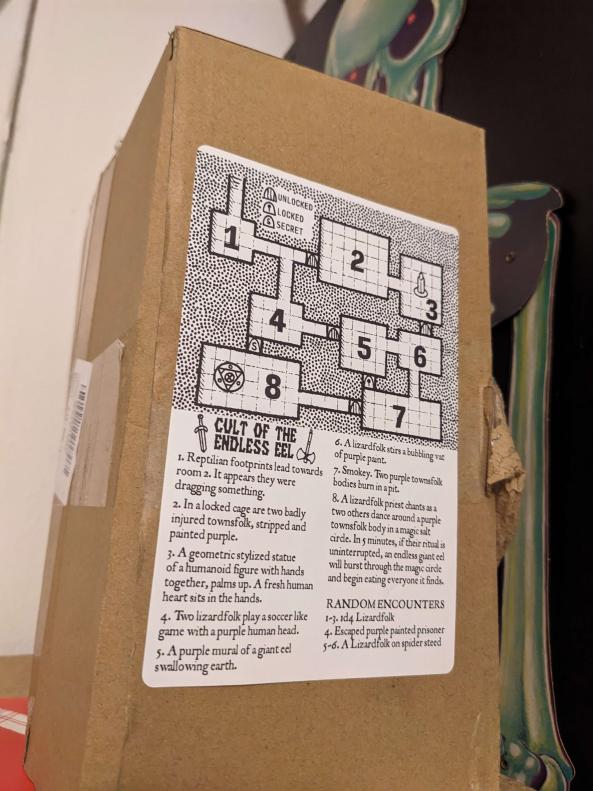 UNLOCKED
LOCKED
SECRET
1
2
3
4
5
6
7
8
CULT OF THE
ENDLESS EEL
1. Reptilian footprints lead towards
room 2. It appears they were
dragging something.
2. In a locked cage are two badly
injured townsfolk, stripped and
painted purple.
3. A geometric stylized statue
of a humanoid figure with hands
together, palms up. A fresh human
heart sits in the hands.
4. Two lizardfolk play a soccer like
game with a purple human head.
5. A purple mural of a giant eel
swallowing earth.
6. A lizardfolk stirs a bubbling vat
of purple paint.
7. Smokey. Two purple townsfolk
bodies burn in a pit.
8. A lizardfolk priest chants as a
two others dance around a purple
townsfolk body in a magic salt
circle. In 5 minutes, if their ritual is
uninterrupted, an endless giant eel
will burst through the magic circle
and begin eating everyone it finds.
RANDOM ENCOUNTERS
1-3. 1d4 Lizardfolk
4. Escaped purple painted prisoner
5-6. A Lizardfolk on spider steed